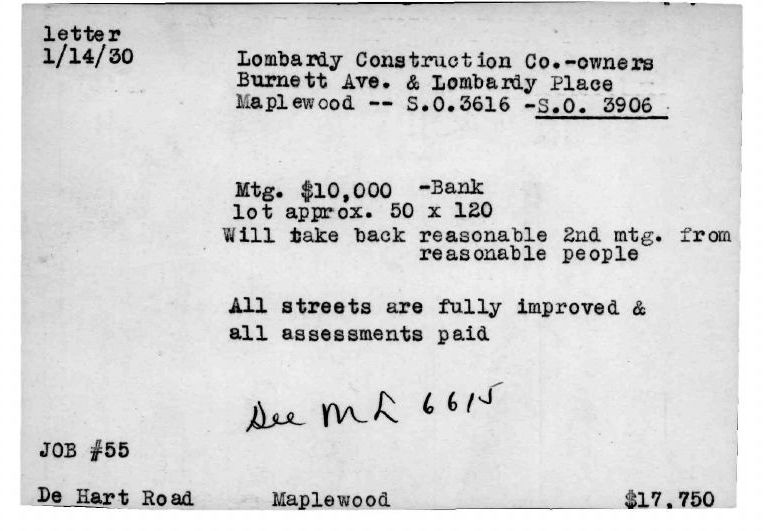 letter
1/14/30
Lombardy Construction Co.-owners
Burnett Ave. & Lombardy Place
Maplewood -- S.O.3616 -S.O. 3906
Mtg. $10,000 -Bank
lot approx. 50 x 120
Will take back reasonable 2nd mtg. from
reasonable people
All streets are fully improved &
all assessments paid
See ML 6615
JOB #55
De Hart Road Maplewood $17,750